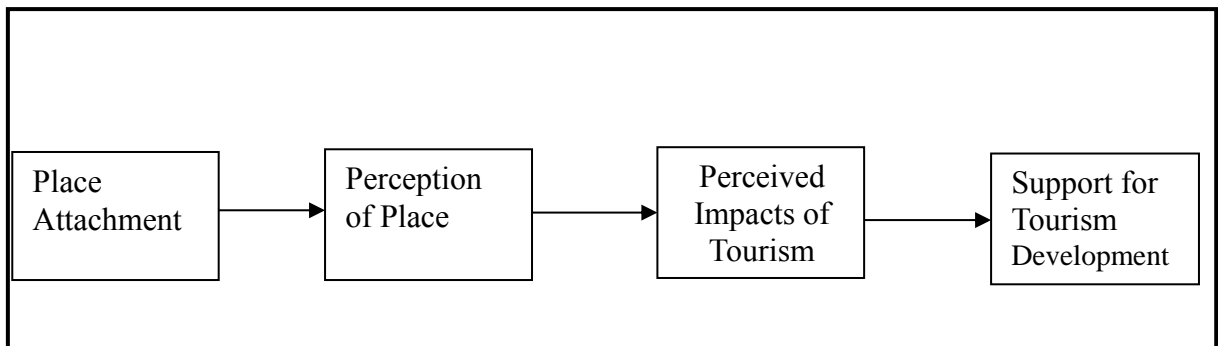 Place
Attachment
Perception
of Place
Perceived
Impacts of
Tourism
Support for
Tourism
Development